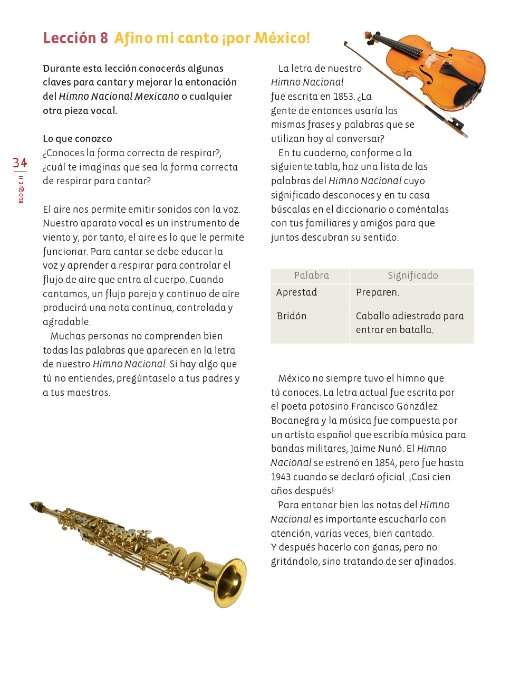 Lección 8 Afino mi canto ¡por México!
Durante esta lección conocerás algunas
claves para cantar y mejorar la entonación
del Himno Nacional Mexicano o cualquier
otra pieza vocal.
Lo que conozco
¿Conoces la forma correcta de respirar?,
¿cuál te imaginas que sea la forma correcta
de respirar para cantar?
34
El aire nos permite emitir sonidos con la voz.
Nuestro aparato vocal es un instrumento de
viento y, por tanto, el aire es lo que le permite
funcionar. Para cantar se debe educar la
voz y aprender a respirar para controlar el
flujo de aire que entra al cuerpo. Cuando
cantamos, un flujo parejo y continuo de aire
producirá una nota continua, controlada y
agradable.
Muchas personas no comprenden bien
todas las palabras que aparecen en la letra
de nuestro Himno Nacional. Si hay algo que
tú no entiendes, pregúntaselo a tus padres y
a tus maestros.
La letra de nuestro
Himno Nacional
fue escrita en 1853. ¿La
gente de entonces usaría las
mismas frases y palabras que se
utilizan hoy al conversar?
En tu cuaderno, conforme a la
siguiente tabla, haz una lista de las
palabras del Himno Nacional cuyo
significado desconoces y en tu casa
búscalas en el diccionario o coméntalas
con tus familiares y amigos para que
juntos descubran su sentido.
Palabra Significado
Aprestad Preparen.
Bridón Caballo adiestrado para
entrar en batalla.
México no siempre tuvo el himno que
tú conoces. La letra actual fue escrita por
el poeta potosino Francisco González
Bocanegra y la música fue compuesta por
un artista español que escribía música para
bandas militares, Jaime Nunó. El Himno
Nacional se estrenó en 1854, pero fue hasta
1943 cuando se declaró oficial. ¡Casi cien
años después!
Para entonar bien las notas del Himno
Nacional es importante escucharlo con
atención, varias veces, bien cantado.
Y después hacerlo con ganas, pero no
gritándolo, sino tratando de ser afinados.